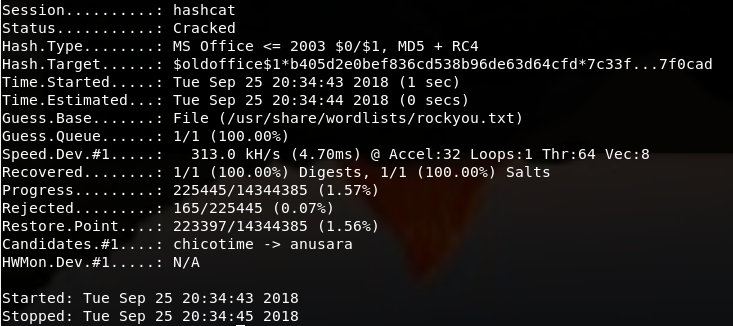 Session..........: hashcat
Status...........: Cracked
Hash.Type........: MS Office <= 2003 $0/$1, MD5 + RC4
Hash.Target......: $oldoffice$1*b405d2e0bef836cd538b96de63d64cfd*7c33f...7f0cad
Time.Started.....: Tue Sep 25 20:34:43 2018 (1 sec)
Time.Estimated...: Tue Sep 25 20:34:44 2018 (0 secs)
Guess.Base.......: File (/usr/share/wordlists/rockyou.txt)
Guess.Queue......: 1/1 (100.00%)
Speed.Dev.#1.....:   313.0 kH/s (4.70ms) @ Accel:32 Loops:1 Thr:64 Vec:8
Recovered........: 1/1 (100.00%) Digests, 1/1 (100.00%) Salts
Progress.........: 225445/14344385 (1.57%)
Rejected.........: 165/225445 (0.07%)
Restore.Point....: 223397/14344385 (1.56%)
Candidates.#1....: chicotime -> anusara
HWMon.Dev.#1.....: N/A
Started: Tue Sep 25 20:34:43 2018
Stopped: Tue Sep 25 20:34:45 2018